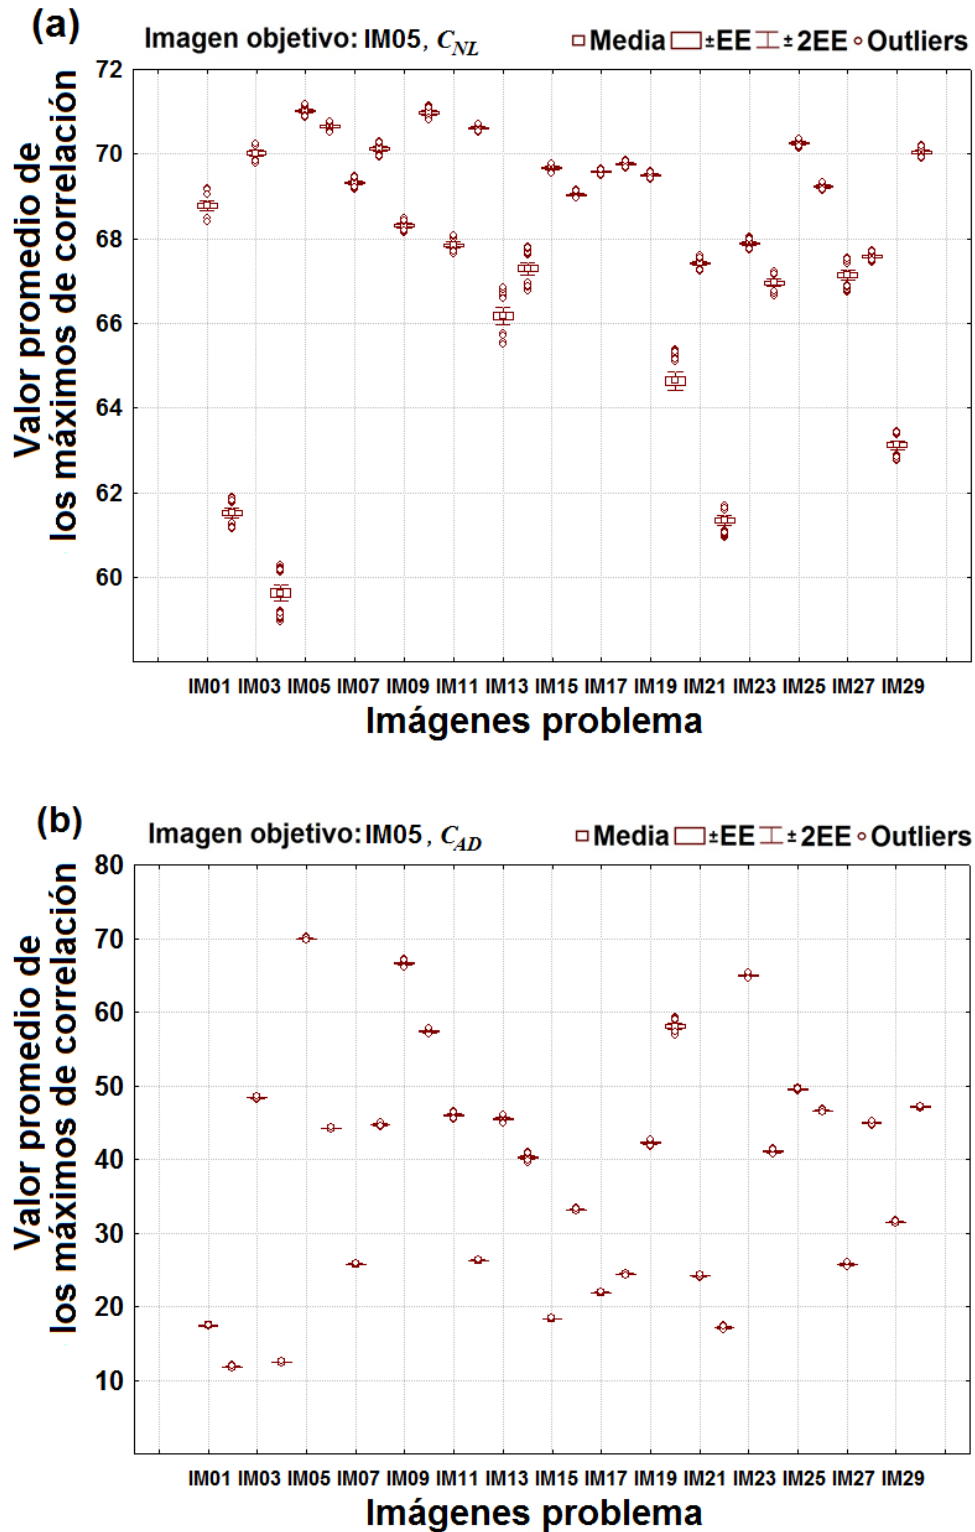 (a)
Imagen objetivo: IM05, C_NL  Media ±EE ± 2EE Outliers
Valor promedio de
los máximos de correlación
72
70
68
66
64
62
60
IM01 IM03 IM05 IM07 IM09 IM11 IM13 IM15 IM17 IM19 IM21 IM23 IM25 IM27 IM29
Imágenes problema
(b)
Imagen objetivo: IM05, C_AD  Media ±EE ± 2EE Outliers
Valor promedio de
los máximos de correlación
80
70
60
50
40
30
20
10
IM01 IM03 IM05 IM07 IM09 IM11 IM13 IM15 IM17 IM19 IM21 IM23 IM25 IM27 IM29
Imágenes problema